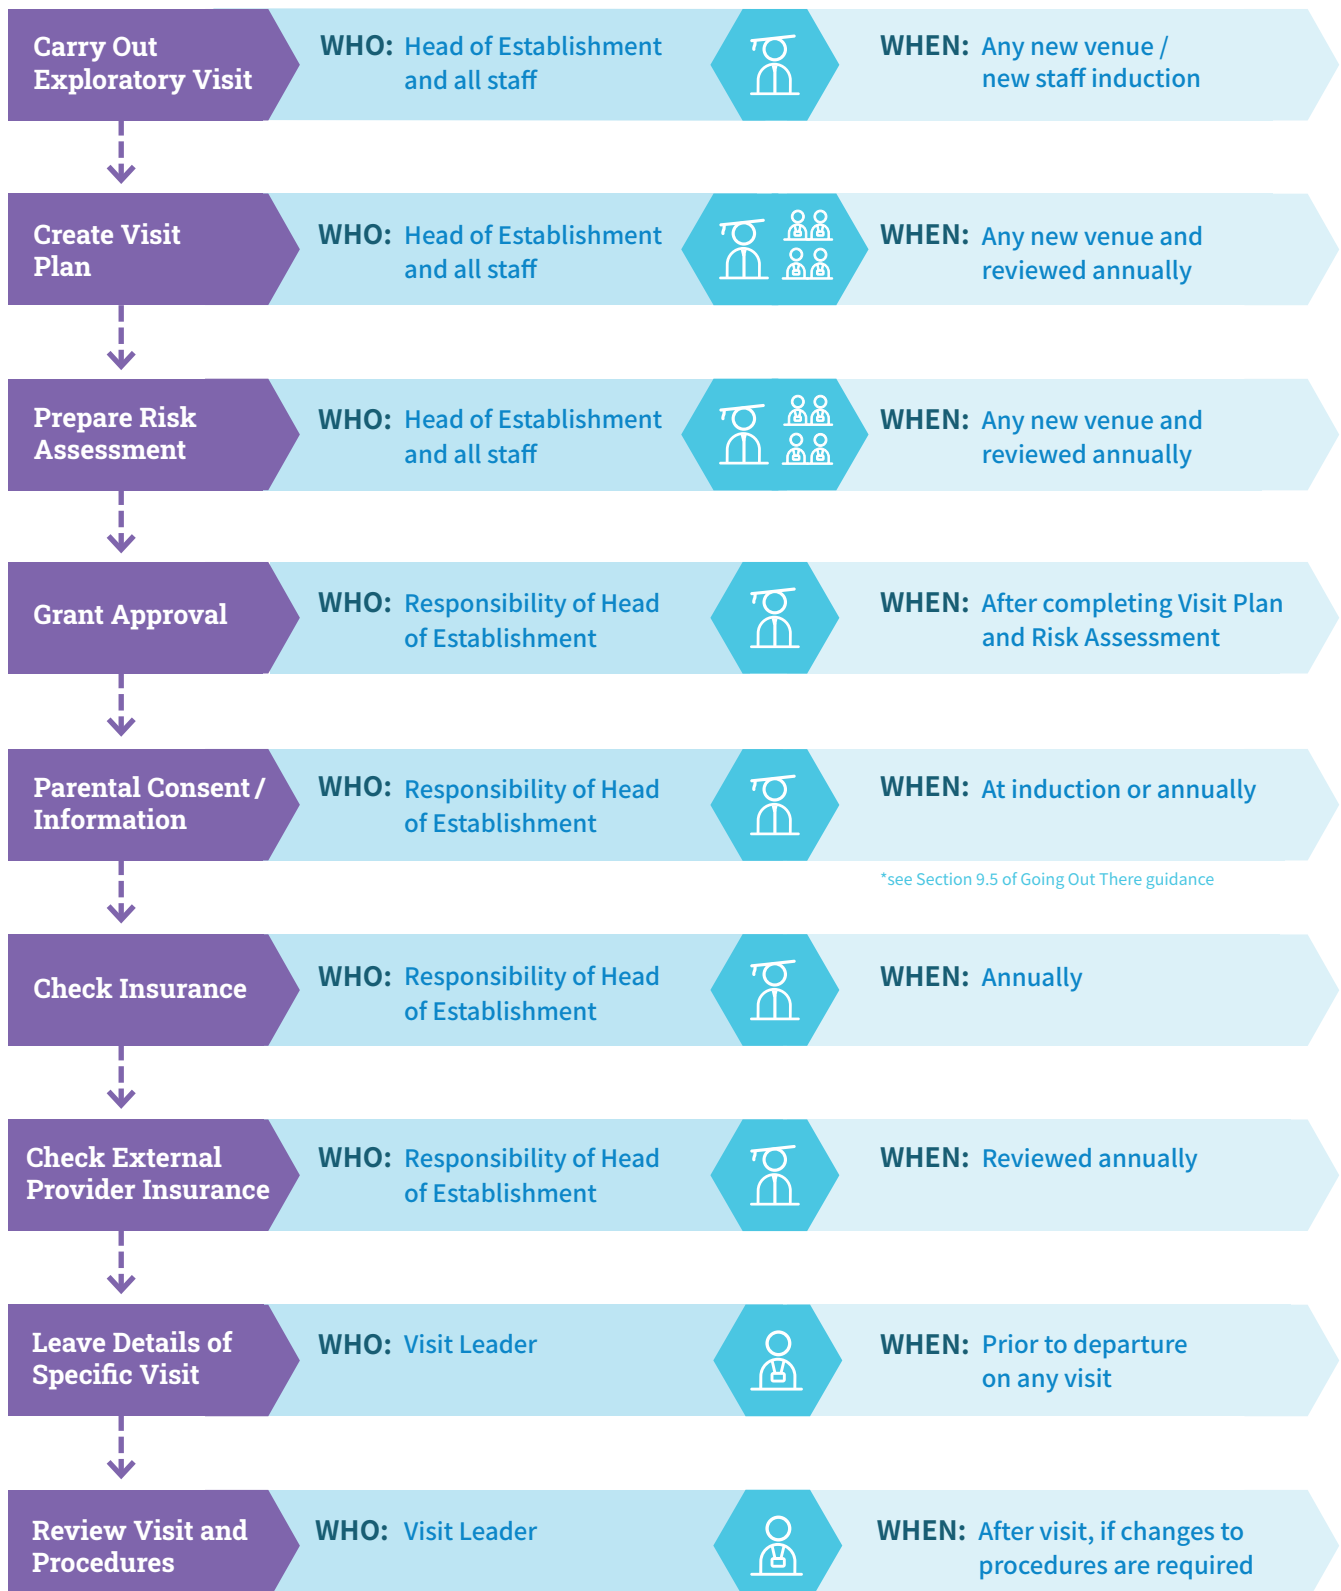 Carry Out
Exploratory Visit
WHO: Head of Establishment
and all staff
WHEN: Any new venue /
new staff induction
Create Visit
Plan
WHO: Head of Establishment
and all staff
WHEN: Any new venue and
reviewed annually
Prepare Risk
Assessment
WHO: Head of Establishment
and all staff
WHEN: Any new venue and
reviewed annually
Grant Approval
WHO: Responsibility of Head
of Establishment
WHEN: After completing Visit Plan
and Risk Assessment
Parental Consent /
Information
WHO: Responsibility of Head
of Establishment
WHEN: At induction or annually
*see Section 9.5 of Going Out There guidance
Check Insurance
WHO: Responsibility of Head
of Establishment
WHEN: Annually
Check External
Provider Insurance
WHO: Responsibility of Head
of Establishment
WHEN: Reviewed annually
Leave Details of
Specific Visit
WHO: Visit Leader
WHEN: Prior to departure
on any visit
Review Visit and
Procedures
WHO: Visit Leader
WHEN: After visit, if changes to
procedures are required